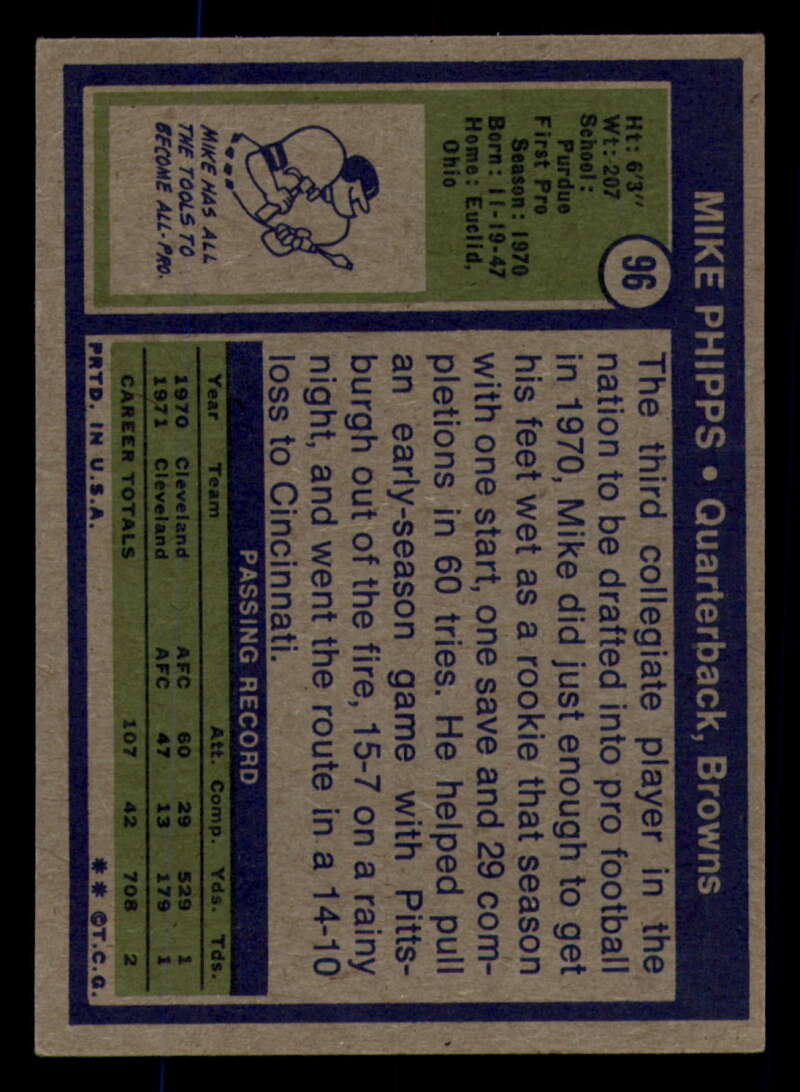 MIKE PHIPPS • Quarterback, Browns
96
Ht: 6'3"
Wt: 207
School:
Purdue
First Pro
Season: 1970
Born: 11-19-47
Home: Euclid,
Ohio
MIKE HAS ALL
THE TOOLS TO
BECOME ALL-PRO.
The third collegiate player in the
nation to be drafted into pro football
in 1970, Mike did just enough to get
his feet wet as a rookie that season
with one start, one save and 29 com-
pletions in 60 tries. He helped pull
an early-season game with Pitts-
burgh out of the fire, 15-7 on a rainy
night, and went the route in a 14-10
loss to Cincinnati.
PASSING RECORD
Year Team Att. Comp. Yds. Tds.
1970 Cleveland AFC 60 29 529 1
1971 Cleveland AFC 47 13 179 1
CAREER TOTALS 107 42 708 2
PRTD. IN U.S.A. ** ©T.C.G.